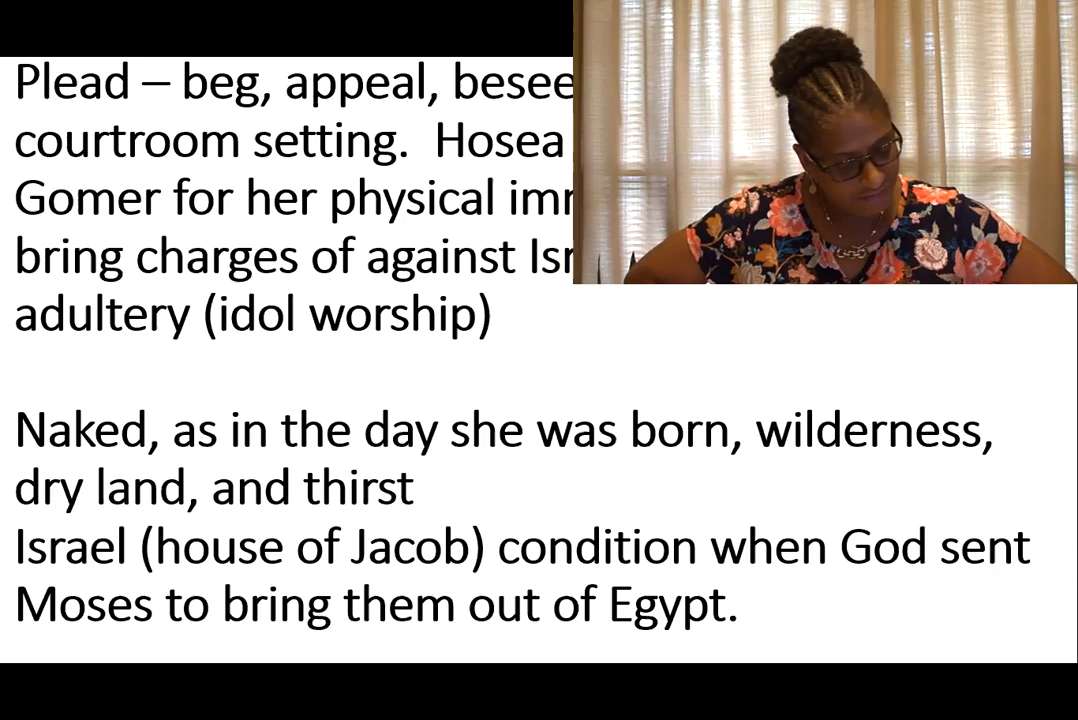 Plead – beg, appeal, besee
courtroom setting.  Hosea
Gomer for her physical imm
bring charges of against Isr
adultery (idol worship)
Naked, as in the day she was born, wilderness,
dry land, and thirst
Israel (house of Jacob) condition when God sent
Moses to bring them out of Egypt.